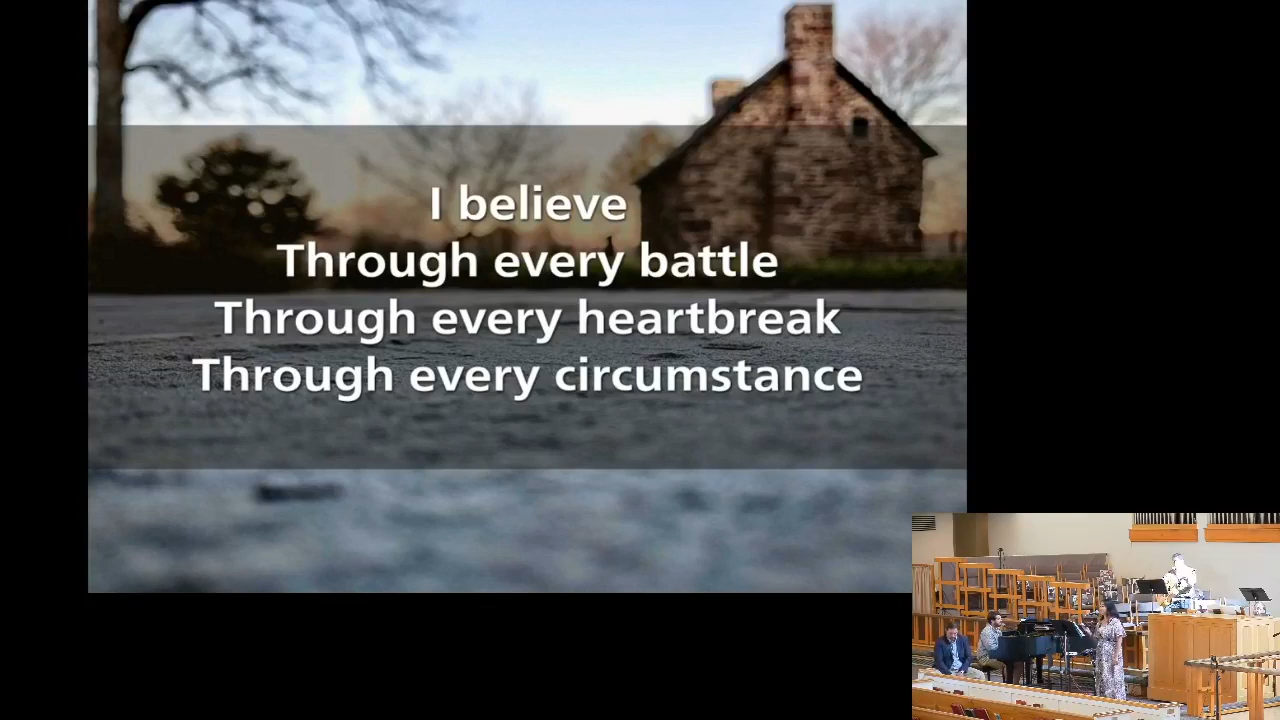 I believe
Through every battle
Through every heartbreak
Through every circumstance